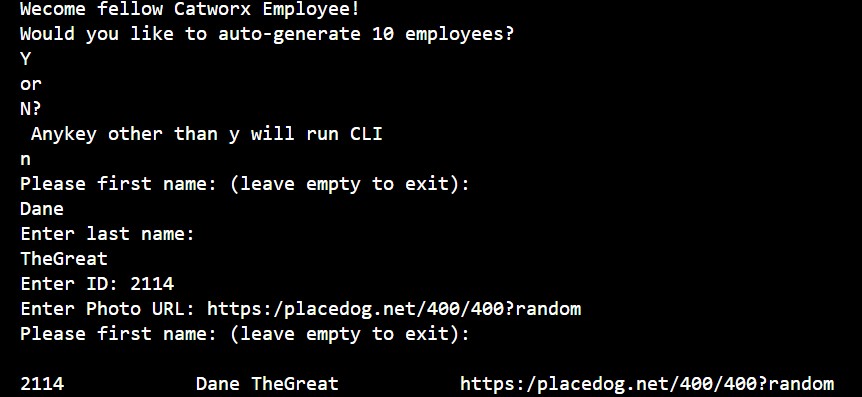 Wecome fellow Catworx Employee!
Would you like to auto-generate 10 employees?
Y
or
N?
 Anykey other than y will run CLI
n
Please first name: (leave empty to exit):
Dane
Enter last name:
TheGreat
Enter ID: 2114
Enter Photo URL: https:/placedog.net/400/400?random
Please first name: (leave empty to exit):
2114 Dane TheGreat https:/placedog.net/400/400?random